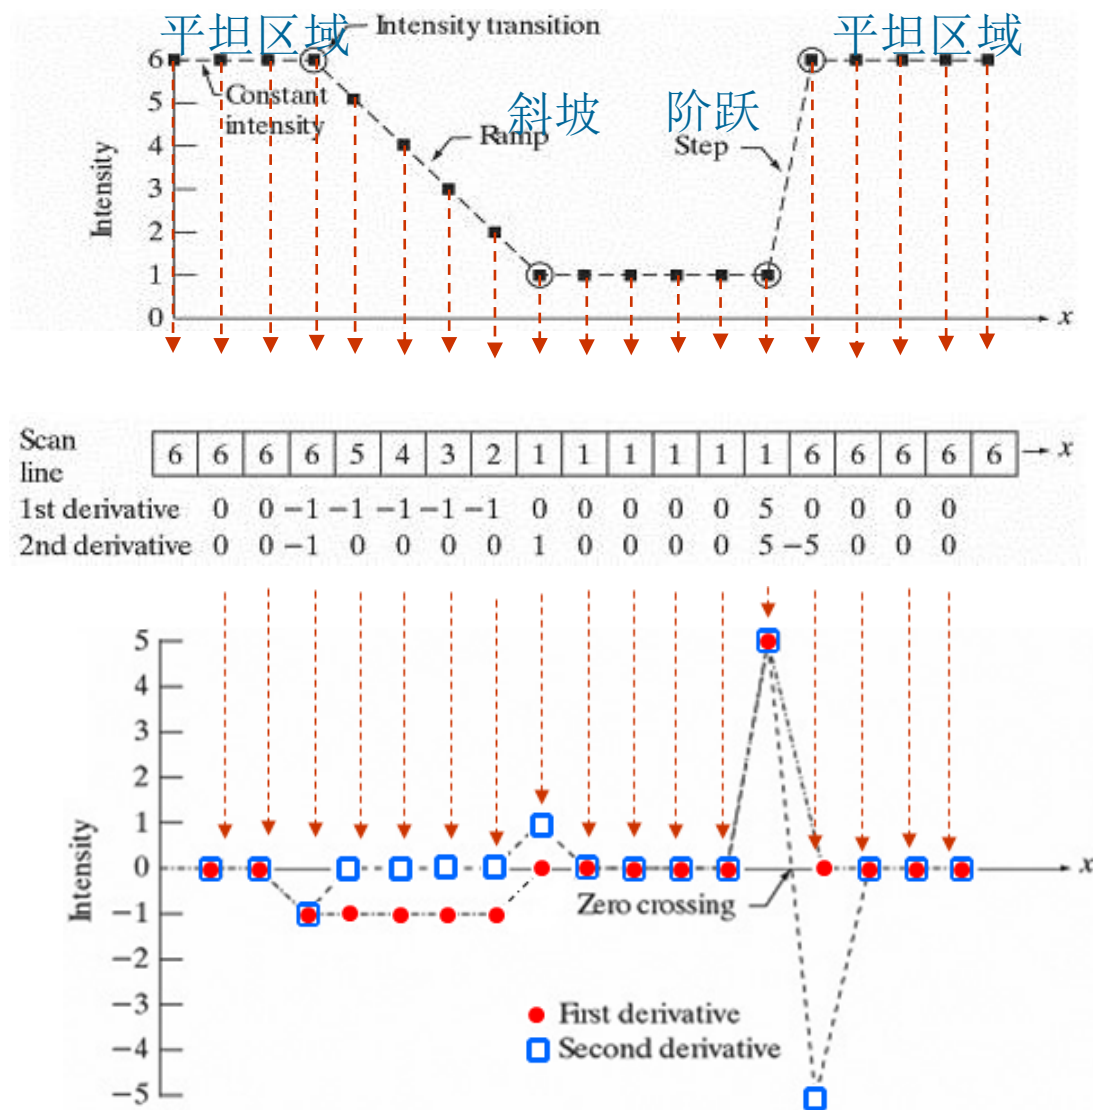 平坦区域
Intensity transition
平坦区域
6
Constant
intensity
5
斜坡
阶跃
Ramp
Step
4
3
2
1
0
Intensity
x
Scan
line
6 6 6 6 5 4 3 2 1 1 1 1 1 1 6 6 6 6 6
x
1st derivative 0 0 −1 −1 −1 −1 −1 0 0 0 0 0 5 0 0 0 0
2nd derivative 0 0 −1 0 0 0 0 1 0 0 0 0 5 −5 0 0 0
5
4
3
2
1
0
x
Intensity
Zero crossing
−1
−2
−3
First derivative
−4
Second derivative
−5